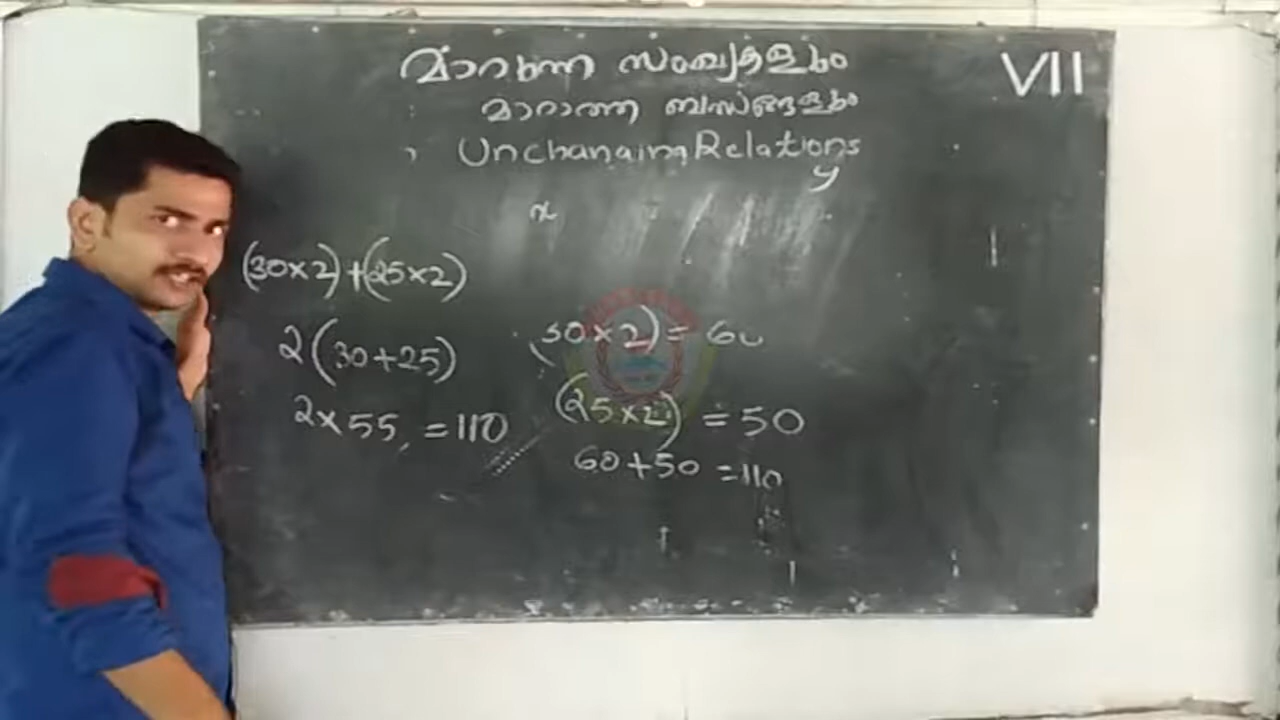 മാറുന്ന സംഖ്യകളും
VII
മാറാത്ത ബന്ധങ്ങളും
Unchanging Relations
x
y
(30×2)+(25×2)
2(30+25)
2×55 =110
(30×2)= 60
(25×2) = 50
60+50 =110